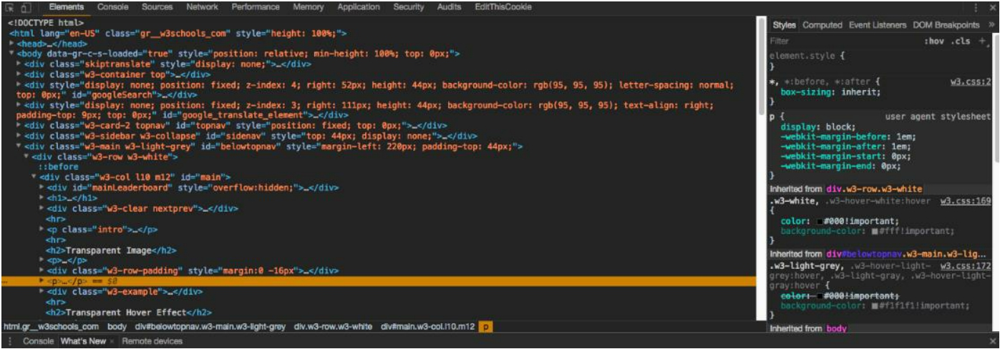 Elements Console Sources Network Performance Memory Application Security Audits EditThisCookie
<!DOCTYPE html>
<html lang="en-US" class="gr__w3schools_com" style="height: 100%;">
<head>…</head>
<body data-gr-c-s-loaded="true" style="position: relative; min-height: 100%; top: 0px;">
<div class="skiptranslate" style="display: none;">…</div>
<div class="w3-container top">…</div>
<div style="display: none; position: fixed; z-index: 4; right: 52px; height: 44px; background-color: rgb(95, 95, 95); letter-spacing: normal;
top: 0px;" id="googleSearch">…</div>
<div style="display: none; position: fixed; z-index: 3; right: 111px; height: 44px; background-color: rgb(95, 95, 95); text-align: right;
padding-top: 9px; top: 0px;" id="google_translate_element">…</div>
<div class="w3-card-2 topnav" id="topnav" style="position: fixed; top: 0px;">…</div>
<div class="w3-sidebar w3-collapse" id="sidenav" style="top: 44px; display: none;">…</div>
<div class="w3-main w3-light-grey" id="belowtopnav" style="margin-left: 220px; padding-top: 44px;">
<div class="w3-row w3-white">
::before
<div class="w3-col l10 m12" id="main">
<div id="mainLeaderboard" style="overflow:hidden;">…</div>
<h1>…</h1>
<div class="w3-clear nextprev">…</div>
<hr>
<p class="intro">…</p>
<hr>
<h2>Transparent Image</h2>
<p>…</p>
<div class="w3-row-padding" style="margin:0 -16px">…</div>
… <p>…</p> == $0
<div class="w3-example">…</div>
<hr>
<h2>Transparent Hover Effect</h2>
html.gr__w3schools_com body div#belowtopnav.w3-main.w3-light-grey div.w3-row.w3-white div#main.w3-col.l10.m12 p
Styles Computed Event Listeners DOM Breakpoints »
Filter :hov .cls +
element.style {
}
*, *:before, *:after { w3.css:2
box-sizing: inherit;
}
p { user agent stylesheet
display: block;
-webkit-margin-before: 1em;
-webkit-margin-after: 1em;
-webkit-margin-start: 0px;
-webkit-margin-end: 0px;
}
Inherited from div.w3-row.w3-white
.w3-white, .w3-hover-white:hover w3.css:169
{
color: #000!important;
background-color: #fff!important;
}
Inherited from div#belowtopnav.w3-main.w3-lig…
.w3-light-grey, .w3-hover-light- w3.css:172
grey:hover, .w3-light-gray, .w3-hover-light-
gray:hover {
color: #000!important;
background-color: #f1f1f1!important;
}
Inherited from body
Console What's New × Remote devices